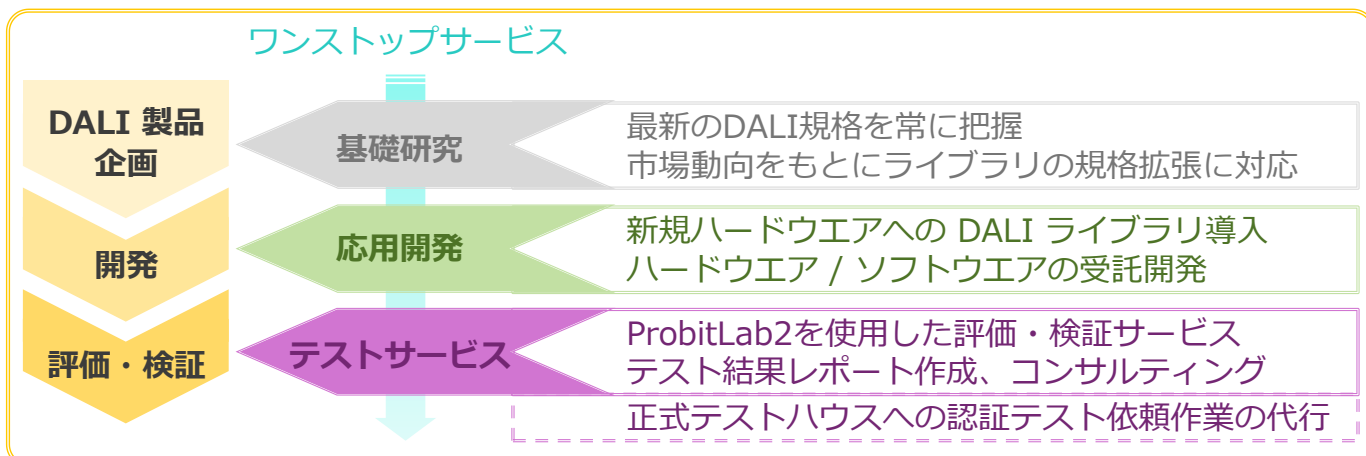 ワンストップサービス
DALI 製品
企画
基礎研究
最新のDALI規格を常に把握
市場動向をもとにライブラリの規格拡張に対応
開発
応用開発
新規ハードウエアへの DALI ライブラリ導入
ハードウエア / ソフトウエアの受託開発
評価・検証
テストサービス
ProbitLab2を使用した評価・検証サービス
テスト結果レポート作成、コンサルティング
正式テストハウスへの認証テスト依頼作業の代行